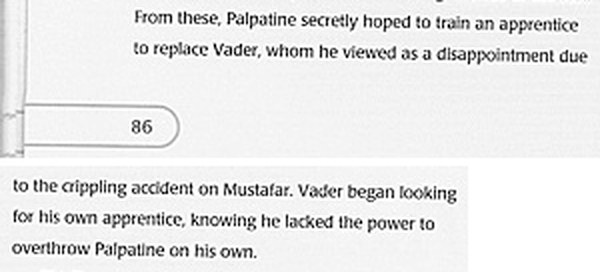 From these, Palpatine secretly hoped to train an apprentice
to replace Vader, whom he viewed as a disappointment due
86
to the crippling accident on Mustafar. Vader began looking
for his own apprentice, knowing he lacked the power to
overthrow Palpatine on his own.